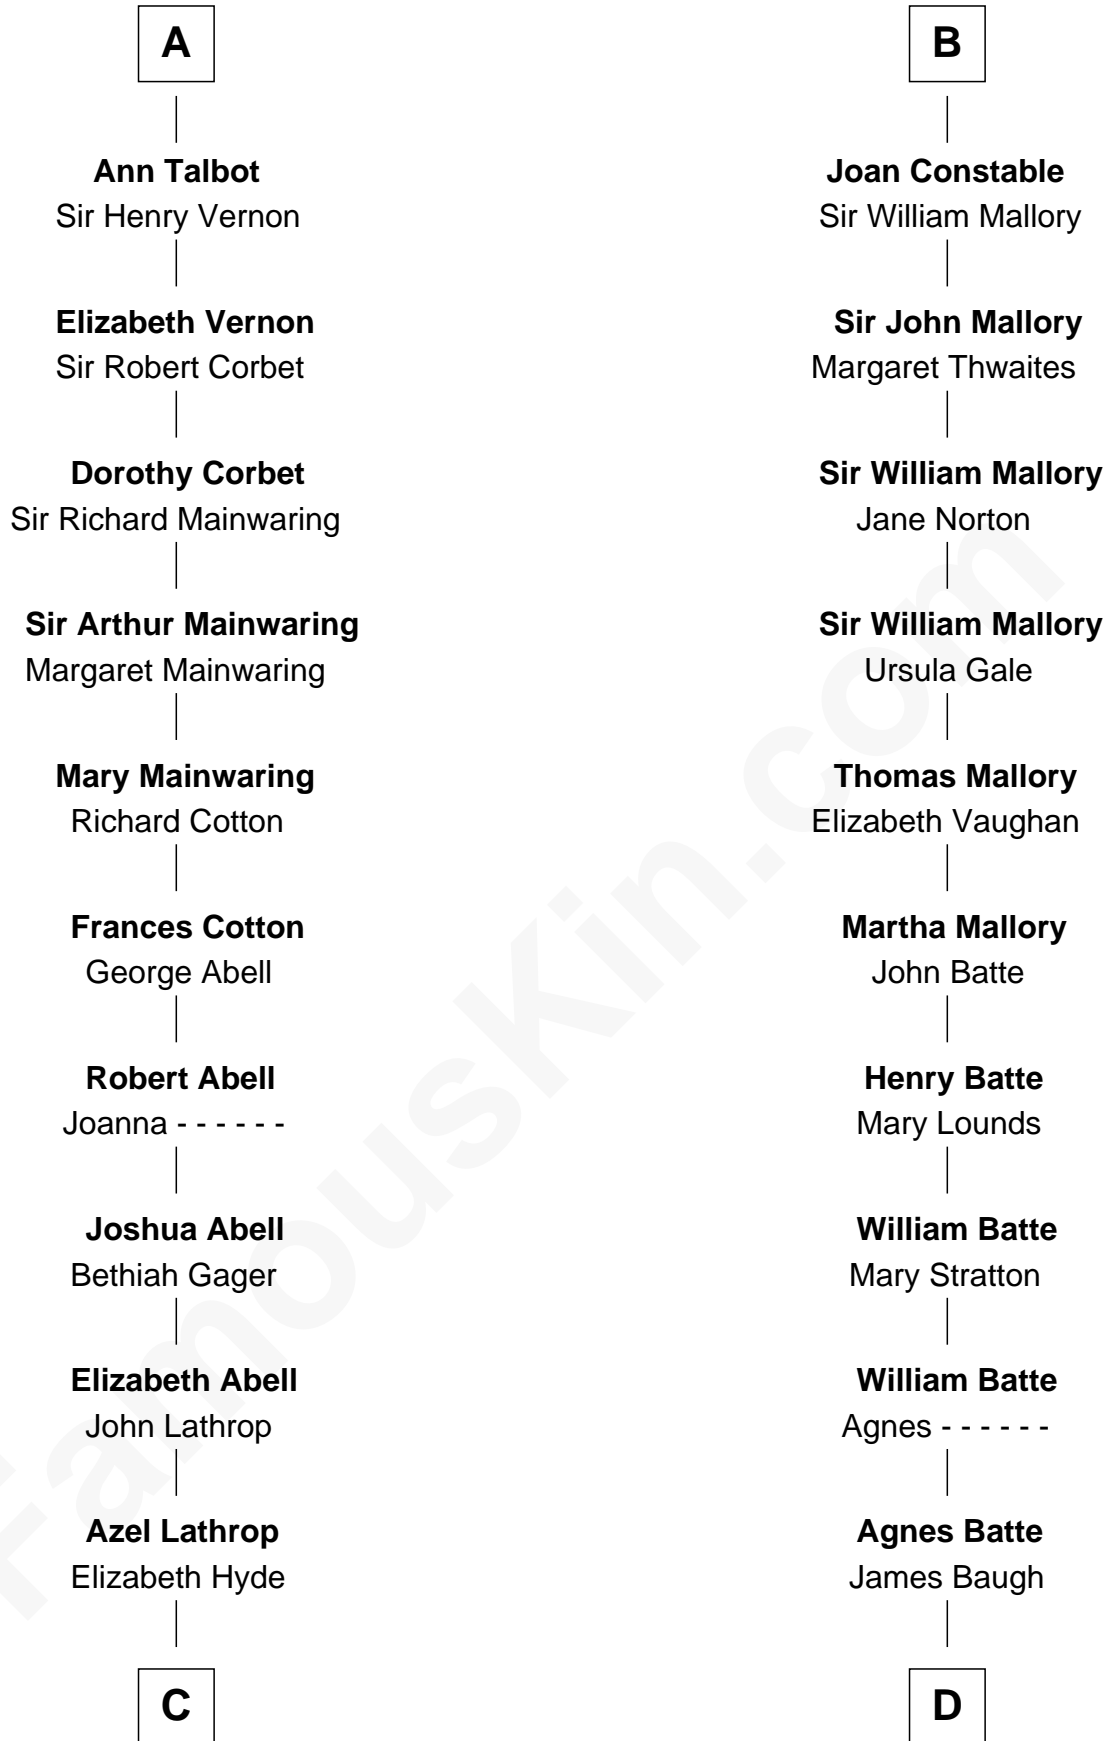 A
Ann Talbot
Sir Henry Vernon
Elizabeth Vernon
Sir Robert Corbet
Dorothy Corbet
Sir Richard Mainwaring
Sir Arthur Mainwaring
Margaret Mainwaring
Mary Mainwaring
Richard Cotton
Frances Cotton
George Abell
Robert Abell
Joanna - - - - - -
Joshua Abell
Bethiah Gager
Elizabeth Abell
John Lathrop
Azel Lathrop
Elizabeth Hyde
C
B
Joan Constable
Sir William Mallory
Sir John Mallory
Margaret Thwaites
Sir William Mallory
Jane Norton
Sir William Mallory
Ursula Gale
Thomas Mallory
Elizabeth Vaughan
Martha Mallory
John Batte
Henry Batte
Mary Lounds
William Batte
Mary Stratton
William Batte
Agnes - - - - - -
Agnes Batte
James Baugh
D
FamousKin.com